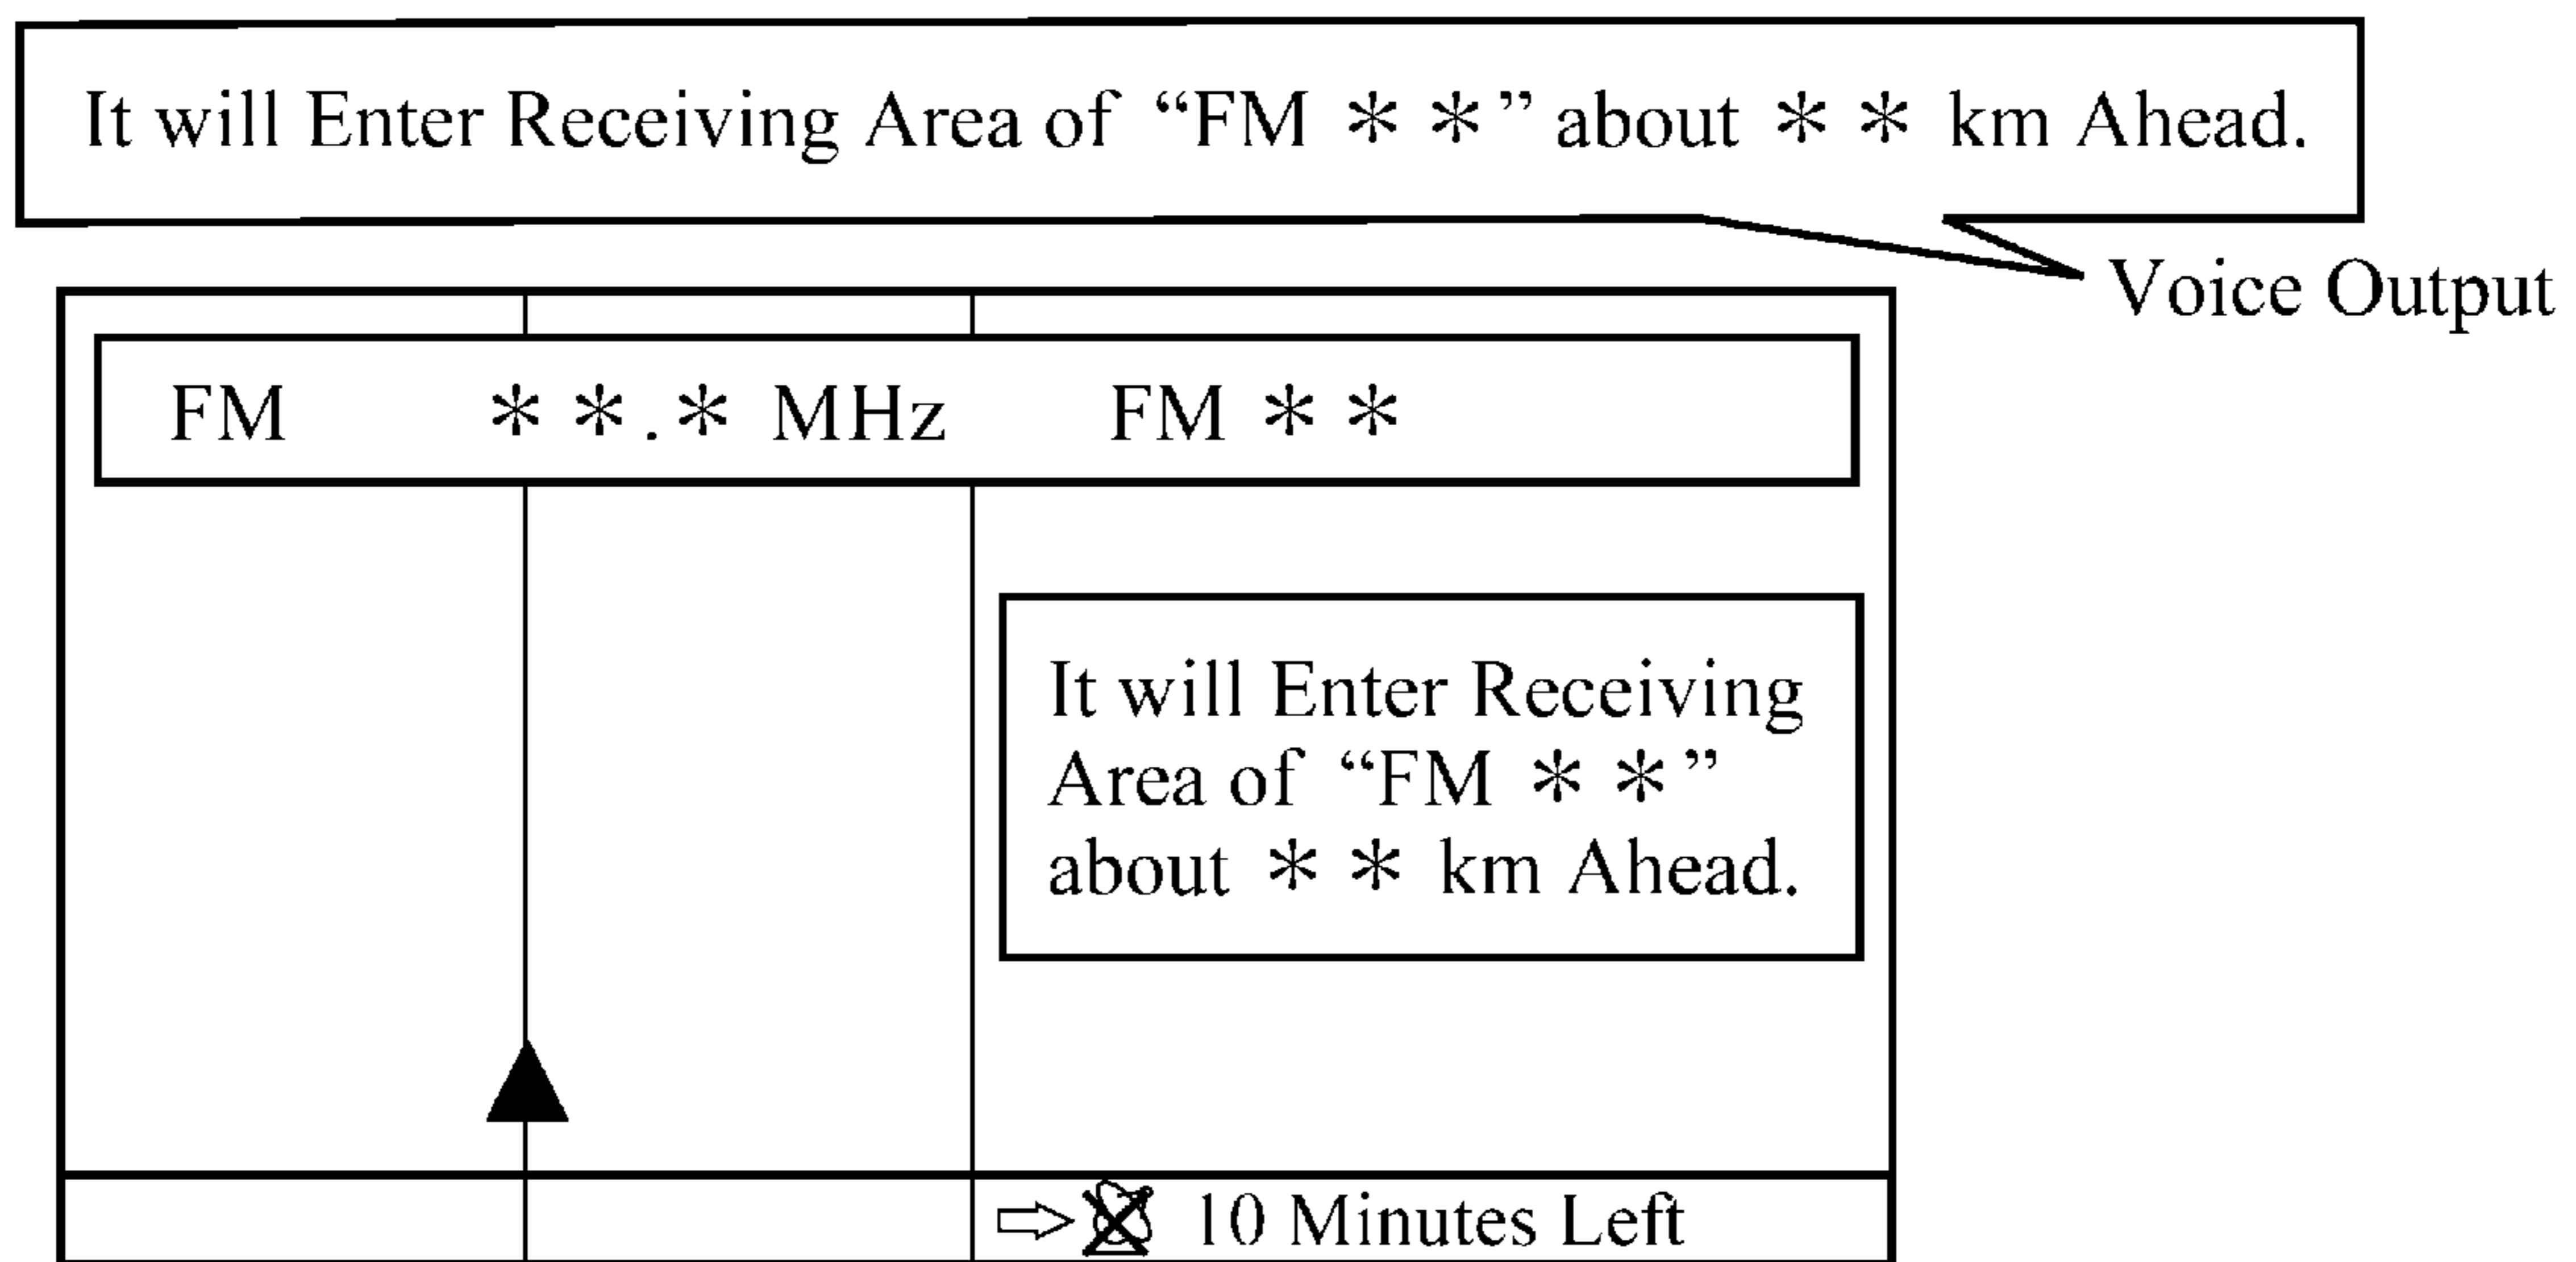 It will Enter Receiving Area of “FM ＊＊” about ＊＊ km Ahead.
Voice Output
FM ＊＊.＊ MHz FM ＊＊
It will Enter Receiving
Area of “FM ＊＊”
about ＊＊ km Ahead.
10 Minutes Left